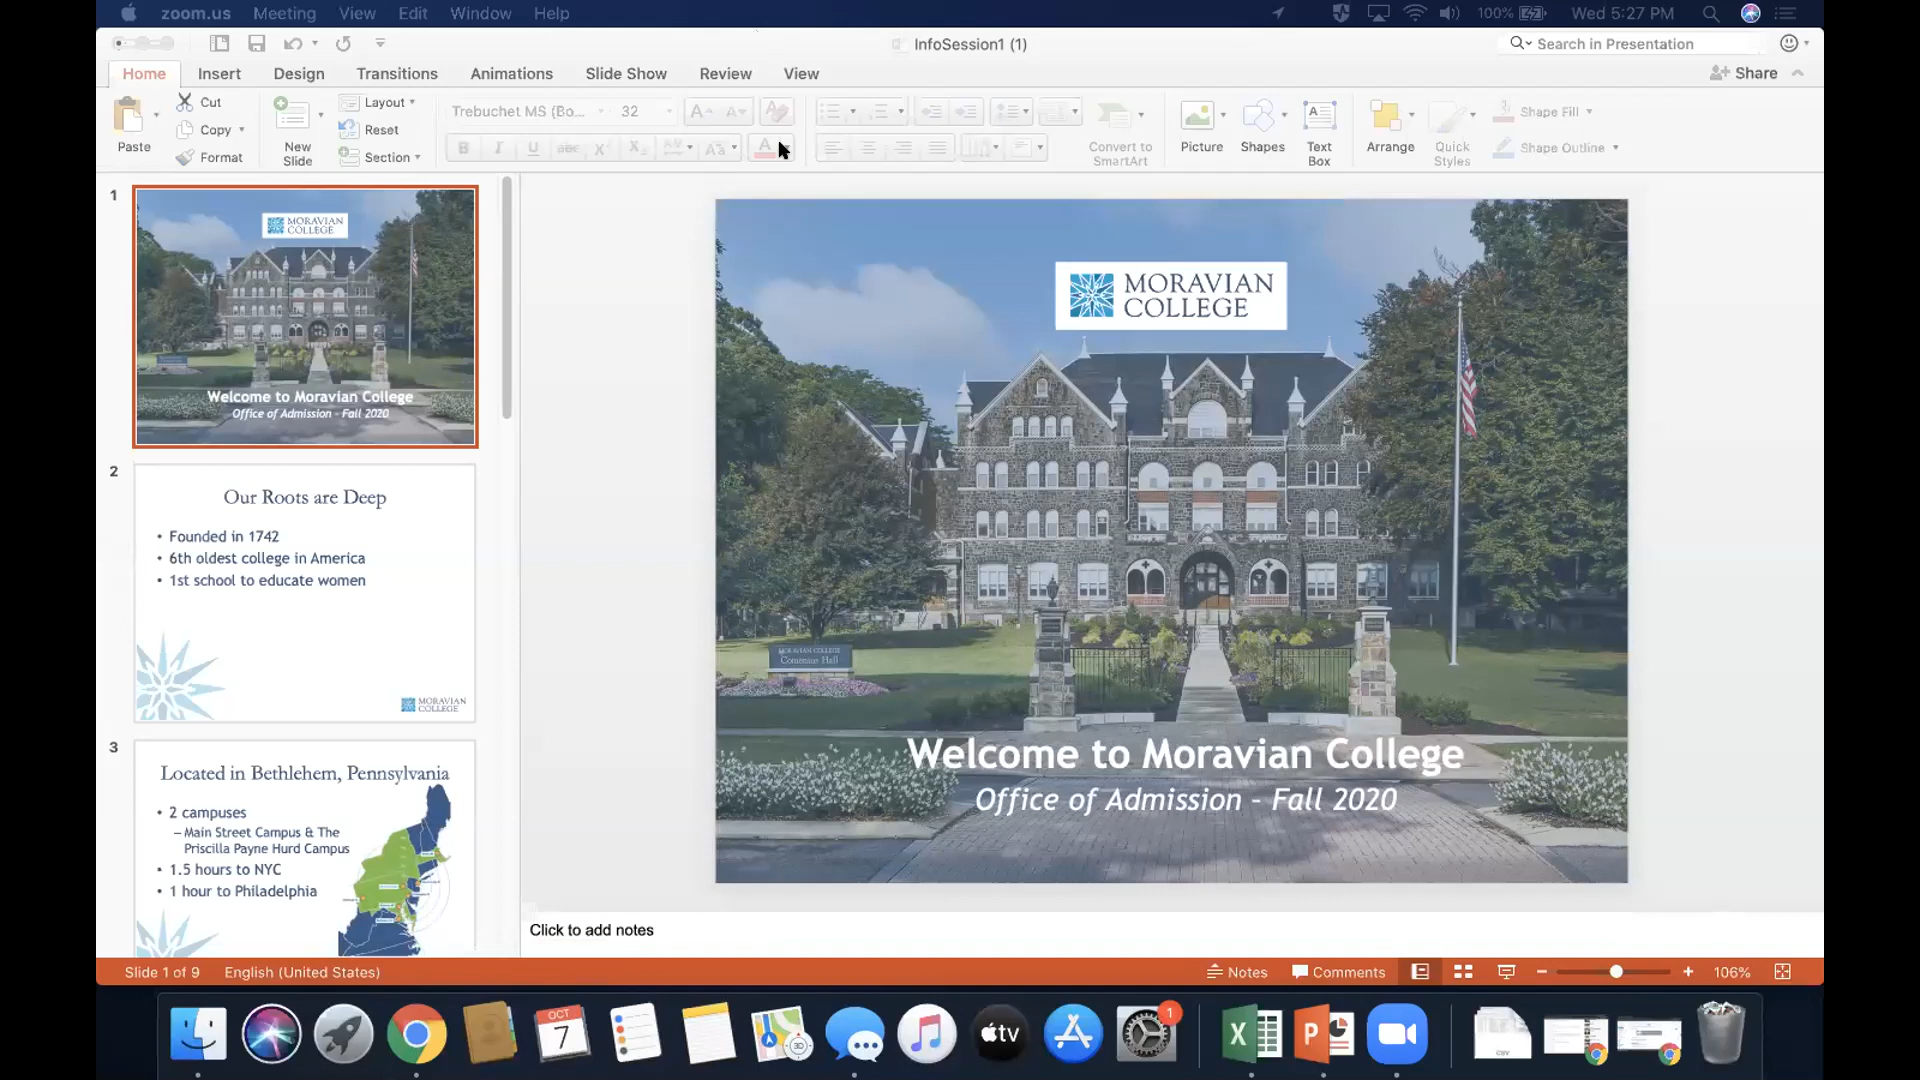 zoom.us Meeting View Edit Window Help 100% Wed 5:27 PM
InfoSession1 (1) Search in Presentation
Home Insert Design Transitions Animations Slide Show Review View Share
Paste Cut Copy Format
New Slide Layout Reset Section
Trebuchet MS (Bo... 32
Convert to SmartArt
Picture Shapes Text Box Arrange Quick Styles
Shape Fill
Shape Outline
1
MORAVIAN
COLLEGE
Welcome to Moravian College
Office of Admission - Fall 2020
2
Our Roots are Deep
• Founded in 1742
• 6th oldest college in America
• 1st school to educate women
MORAVIAN
COLLEGE
3
Located in Bethlehem, Pennsylvania
• 2 campuses
– Main Street Campus & The
Priscilla Payne Hurd Campus
• 1.5 hours to NYC
• 1 hour to Philadelphia
MORAVIAN
COLLEGE
MORAVIAN COLLEGE
Comenius Hall
Welcome to Moravian College
Office of Admission - Fall 2020
Click to add notes
Slide 1 of 9 English (United States) Notes Comments 106%
OCT
7
3D
tv
1
X
P
CSV